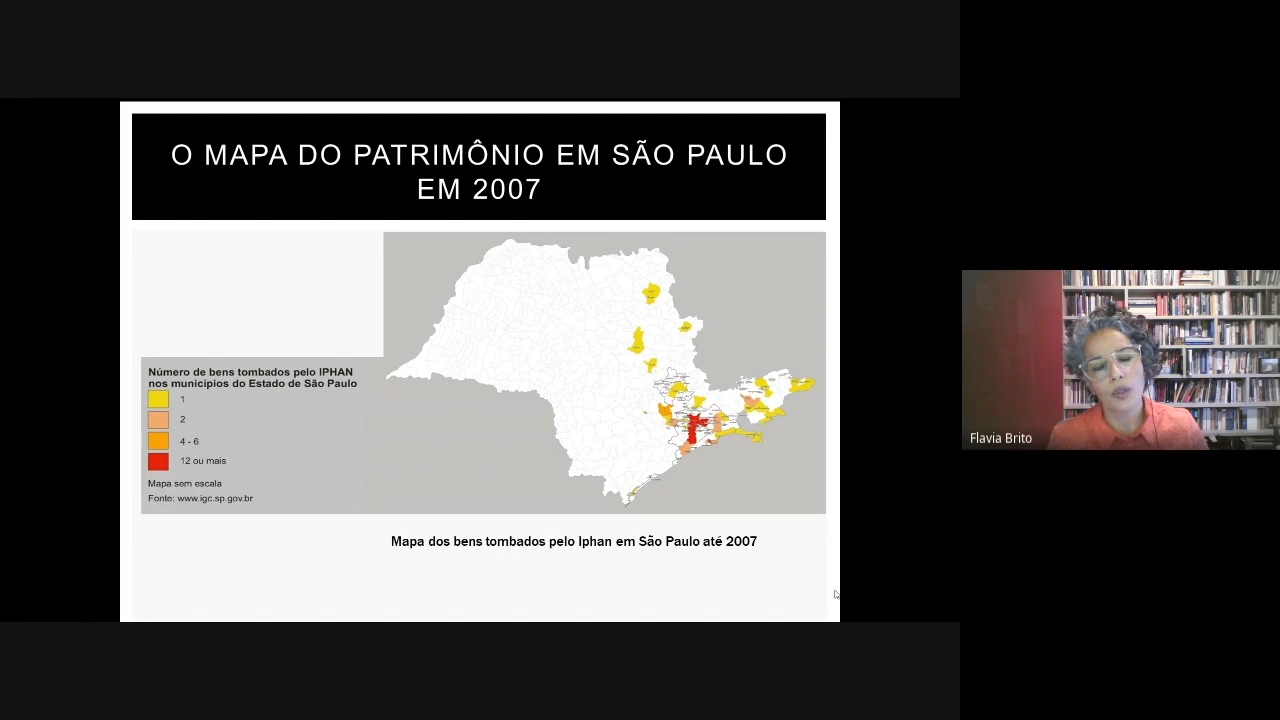 O MAPA DO PATRIMÔNIO EM SÃO PAULO
EM 2007
Número de bens tombados pelo IPHAN
nos municípios do Estado de São Paulo
1
2
4 - 6
12 ou mais
Mapa sem escala
Fonte: www.igc.sp.gov.br
Mapa dos bens tombados pelo Iphan em São Paulo até 2007
Flavia Brito